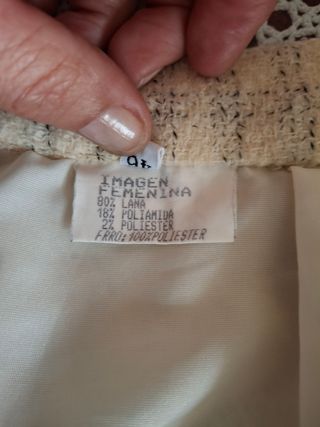 IMAGEN
FEMENINA
80% LANA
18% POLIAMIDA
2% POLIESTER
FRRO:100%POLIESTER